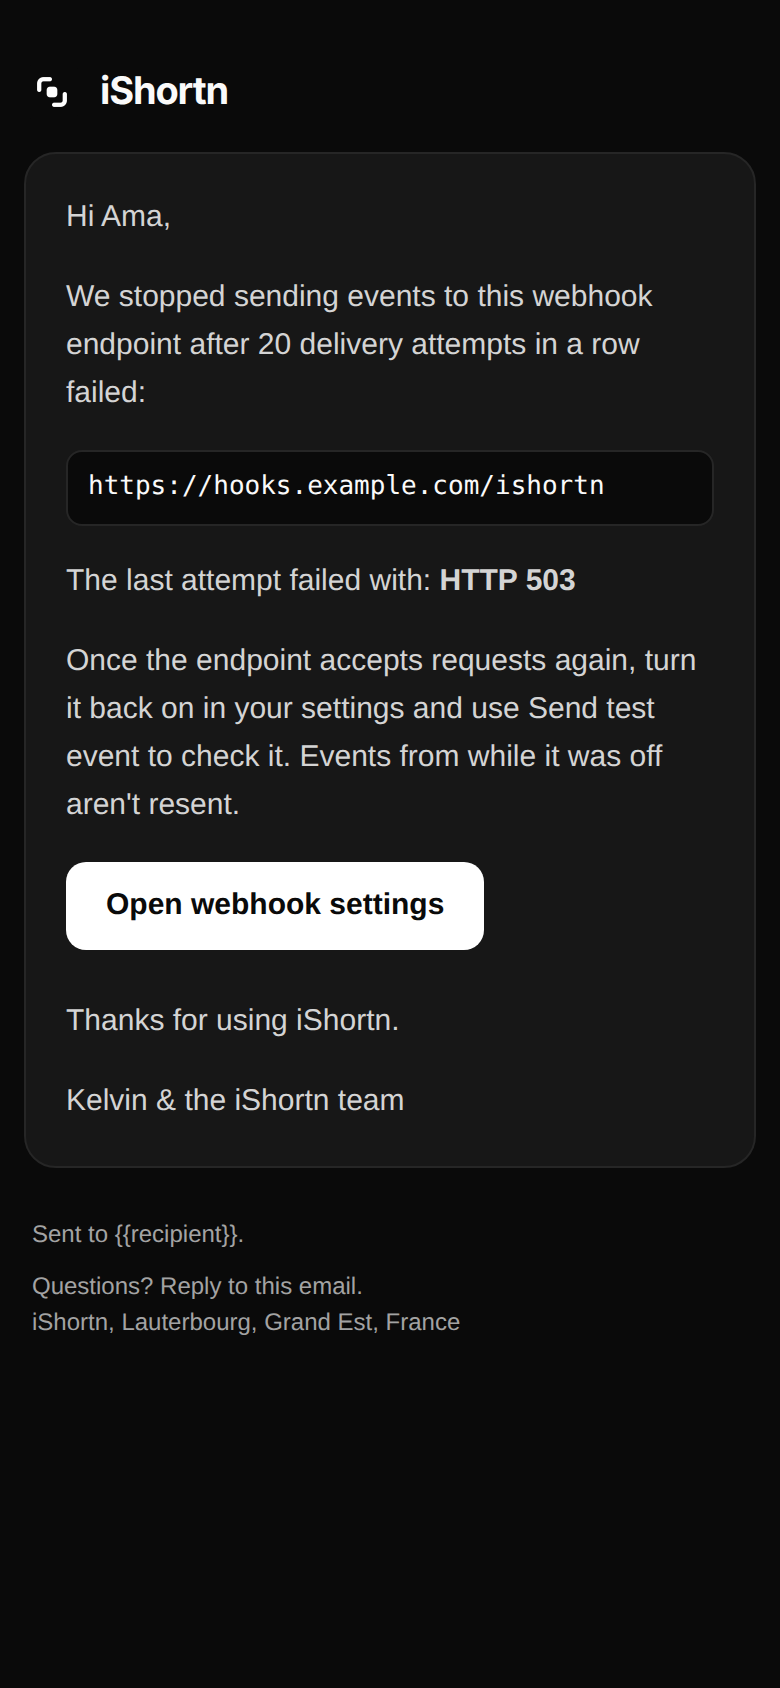 iShortn
Hi Ama,
We stopped sending events to this webhook
endpoint after 20 delivery attempts in a row
failed:
https://hooks.example.com/ishortn
The last attempt failed with: HTTP 503
Once the endpoint accepts requests again, turn
it back on in your settings and use Send test
event to check it. Events from while it was off
aren't resent.
Open webhook settings
Thanks for using iShortn.
Kelvin & the iShortn team
Sent to {{recipient}}.
Questions? Reply to this email.
iShortn, Lauterbourg, Grand Est, France